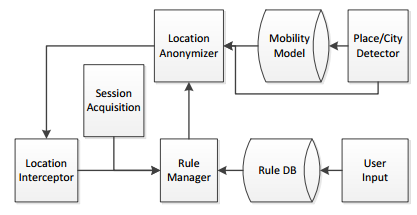 Location
Anonymizer
Mobility
Model
Place/City
Detector
Session
Acquisition
Location
Interceptor
Rule
Manager
Rule DB
User
Input